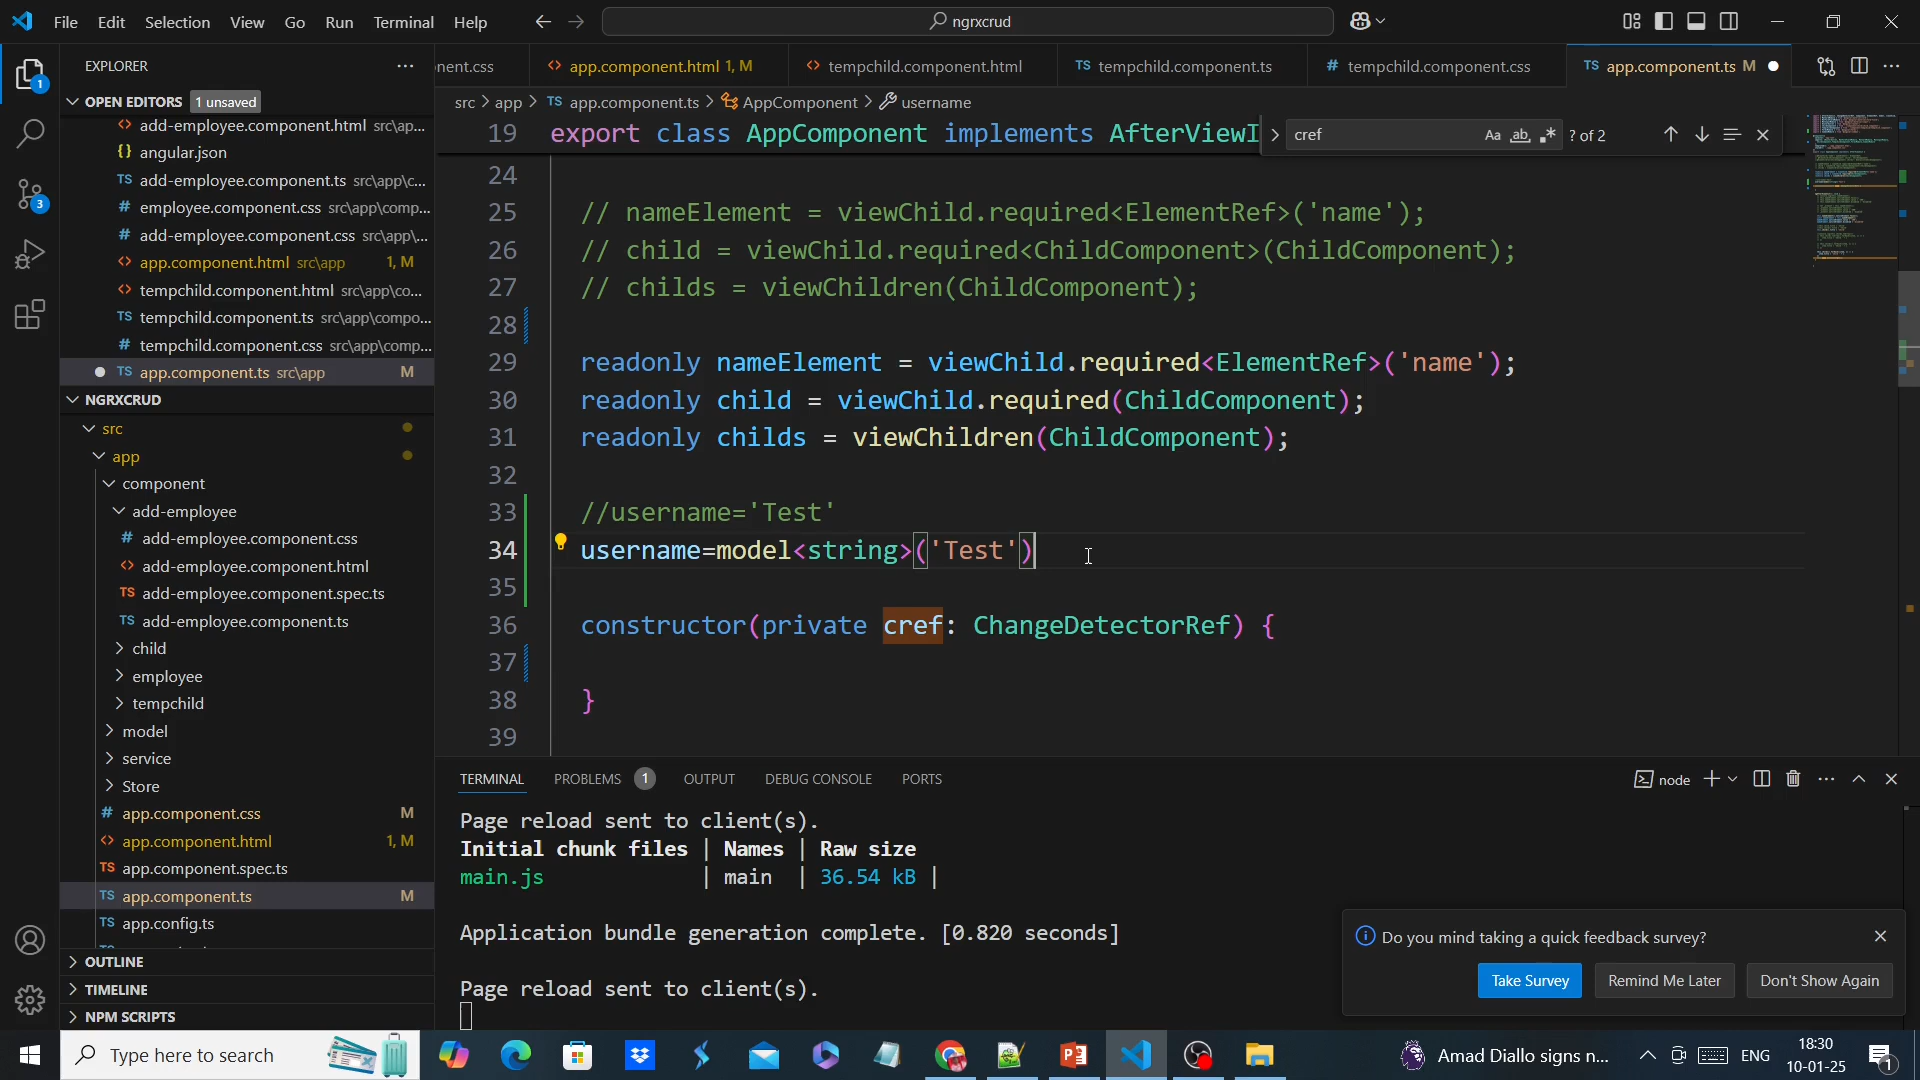 File Edit Selection View Go Run Terminal Help
ngrxcrud
EXPLORER
OPEN EDITORS 1 unsaved
add-employee.component.html src\ap...
{} angular.json
TS add-employee.component.ts src\app\c...
# employee.component.css src\app\comp...
# add-employee.component.css src\app\...
<> app.component.html src\app 1, M
<> tempchild.component.html src\app\co...
TS tempchild.component.ts src\app\compo...
# tempchild.component.css src\app\comp...
TS app.component.ts src\app M
NGRXCRUD
src
app
component
add-employee
# add-employee.component.css
<> add-employee.component.html
TS add-employee.component.spec.ts
TS add-employee.component.ts
child
employee
tempchild
model
service
Store
# app.component.css M
<> app.component.html 1, M
TS app.component.spec.ts
TS app.component.ts M
TS app.config.ts
OUTLINE
TIMELINE
NPM SCRIPTS
1
3
nent.css
<> app.component.html 1, M
<> tempchild.component.html
TS tempchild.component.ts
# tempchild.component.css
TS app.component.ts M
src > app > TS app.component.ts > AppComponent > username
cref Aa ab ? of 2
19 export class AppComponent implements AfterViewI
24
25 // nameElement = viewChild.required<ElementRef>('name');
26 // child = viewChild.required<ChildComponent>(ChildComponent);
27 // childs = viewChildren(ChildComponent);
28
29 readonly nameElement = viewChild.required<ElementRef>('name');
30 readonly child = viewChild.required(ChildComponent);
31 readonly childs = viewChildren(ChildComponent);
32
33 //username='Test'
34 username=model<string>('Test')
35
36 constructor(private cref: ChangeDetectorRef) {
37
38 }
39
TERMINAL PROBLEMS 1 OUTPUT DEBUG CONSOLE PORTS
node
Page reload sent to client(s).
Initial chunk files | Names | Raw size
main.js | main | 36.54 kB |
Application bundle generation complete. [0.820 seconds]
Page reload sent to client(s).
Do you mind taking a quick feedback survey?
Take Survey Remind Me Later Don't Show Again
Type here to search
Amad Diallo signs n...
ENG
18:30
10-01-25
1